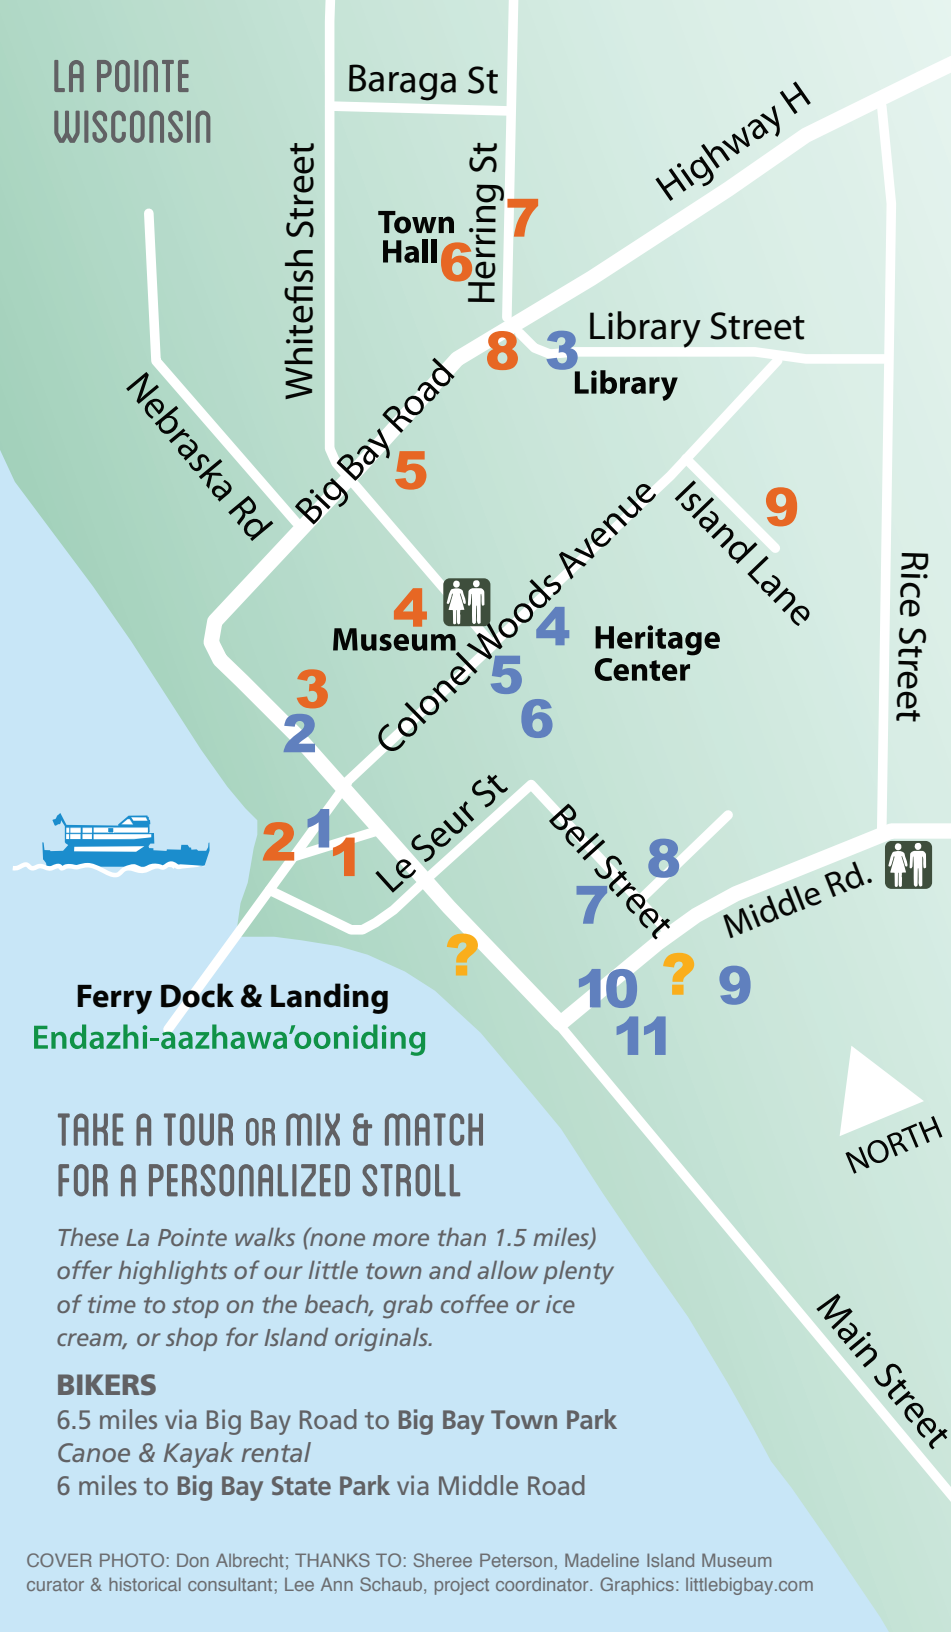 LA POINTE
WISCONSIN
Baraga St
Highway H
Whitefish Street
Herring St
Town
Hall
7
6
Library Street
8
3
Library
Nebraska Rd
Big Bay Road
5
Colonel Woods Avenue
Island Lane
9
Rice Street
4
Museum
4
Heritage
Center
5
6
3
2
1
2
1
Le Seur St
Bell Street
8
7
Middle Rd.
?
?
10
9
11
Ferry Dock & Landing
Endazhi-aazhawa’ooniding
NORTH
Main Street
TAKE A TOUR OR MIX & MATCH
FOR A PERSONALIZED STROLL
These La Pointe walks (none more than 1.5 miles)
offer highlights of our little town and allow plenty
of time to stop on the beach, grab coffee or ice
cream, or shop for Island originals.
BIKERS
6.5 miles via Big Bay Road to Big Bay Town Park
Canoe & Kayak rental
6 miles to Big Bay State Park via Middle Road
COVER PHOTO: Don Albrecht; THANKS TO: Sheree Peterson, Madeline Island Museum
curator & historical consultant; Lee Ann Schaub, project coordinator. Graphics: littlebigbay.com